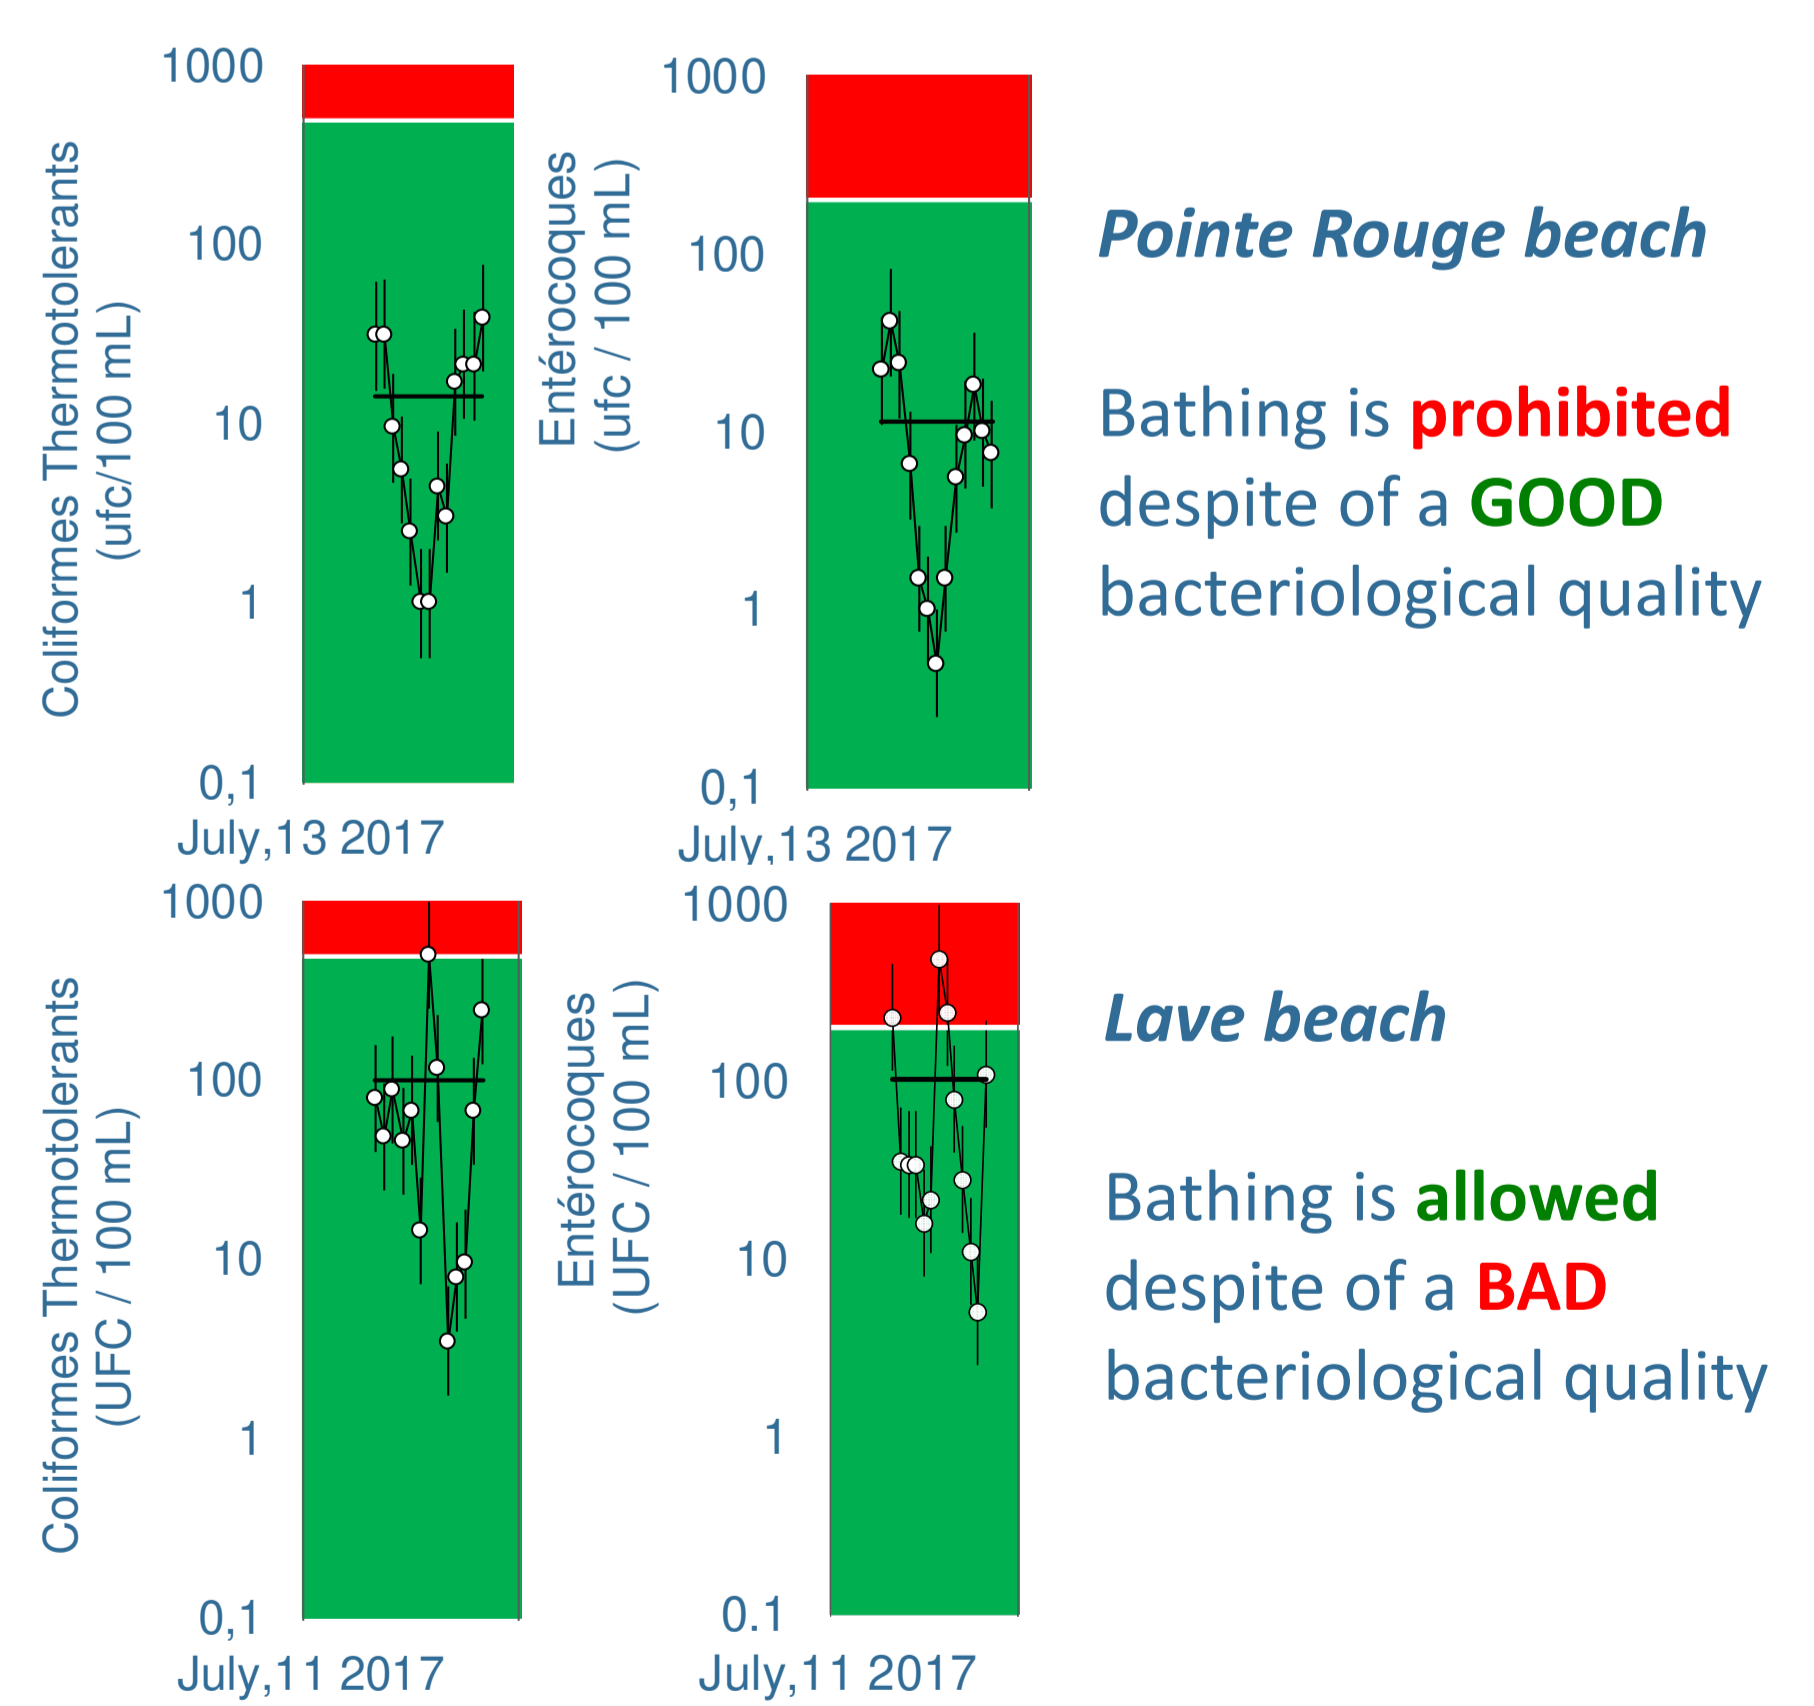 Coliformes Thermotolerants
(ufc/100 mL)
1000
100
10
1
0,1
July,13 2017
Entérocoques
(ufc / 100 mL)
1000
100
10
1
0,1
July,13 2017
Pointe Rouge beach
Bathing is prohibited
despite of a GOOD
bacteriological quality
Coliformes Thermotolerants
(UFC / 100 mL)
1000
100
10
1
0,1
July,11 2017
Entérocoques
(UFC / 100 mL)
1000
100
10
1
0.1
July,11 2017
Lave beach
Bathing is allowed
despite of a BAD
bacteriological quality